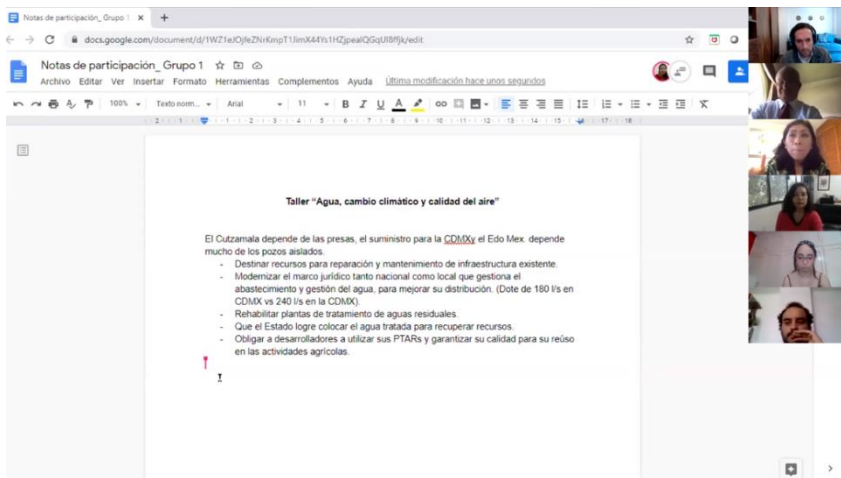 Notas de participación_ Grupo 1
docs.google.com/document/d/1WZ1eJOjfeZNrKmpT1JimX44Ys1HZjpealQGqUl8ffjk/edit
Notas de participación_ Grupo 1
Archivo Editar Ver Insertar Formato Herramientas Complementos Ayuda Última modificación hace unos segundos
100% Texto norm... Arial 11
Taller “Agua, cambio climático y calidad del aire”
El Cutzamala depende de las presas, el suministro para la CDMXy el Edo Mex. depende
mucho de los pozos aislados.
- Destinar recursos para reparación y mantenimiento de infraestructura existente.
- Modernizar el marco jurídico tanto nacional como local que gestiona el
abastecimiento y gestión del agua, para mejorar su distribución. (Dote de 180 l/s en
CDMX vs 240 l/s en la CDMX).
- Rehabilitar plantas de tratamiento de aguas residuales.
- Que el Estado logre colocar el agua tratada para recuperar recursos.
- Obligar a desarrolladores a utilizar sus PTARs y garantizar su calidad para su reúso
en las actividades agrícolas.